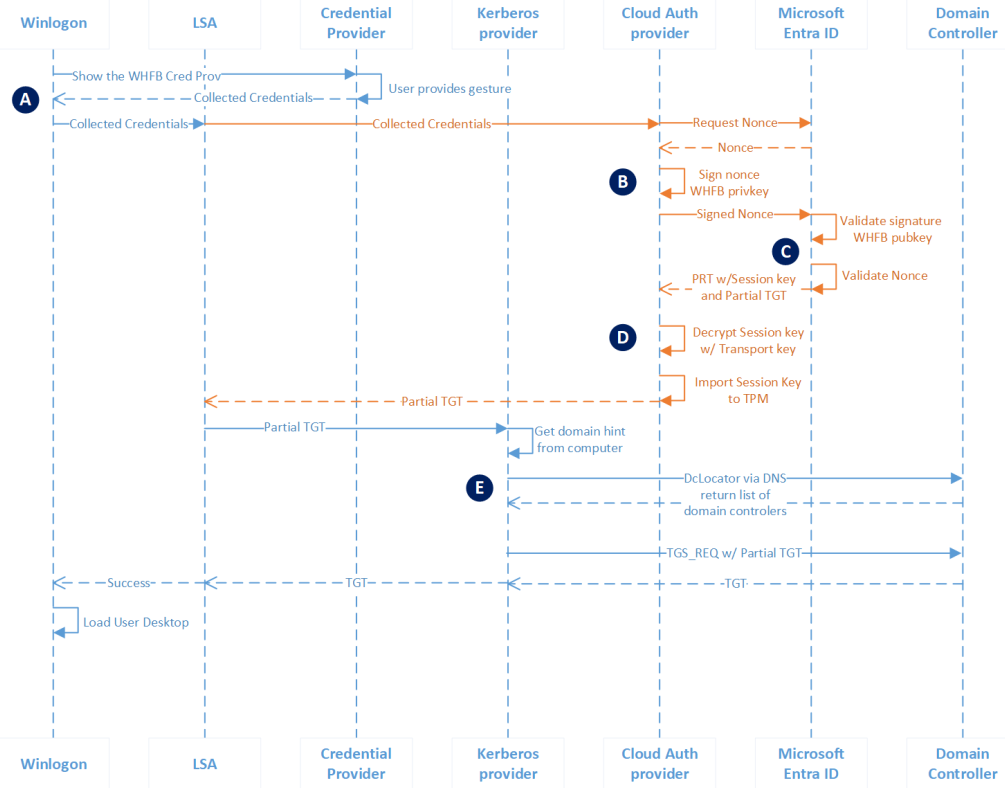 Winlogon
LSA
Credential
Provider
Kerberos
provider
Cloud Auth
provider
Microsoft
Entra ID
Domain
Controller
Show the WHFB Cred Prov
User provides gesture
A
Collected Credentials
Collected Credentials
Collected Credentials
Request Nonce
Nonce
B
Sign nonce
WHFB privkey
Signed Nonce
Validate signature
WHFB pubkey
C
PRT w/Session key
and Partial TGT
Validate Nonce
D
Decrypt Session key
w/ Transport key
Import Session Key
to TPM
Partial TGT
Partial TGT
Get domain hint
from computer
E
DcLocator via DNS
return list of
domain controlers
TGS_REQ w/ Partial TGT
Success
TGT
TGT
Load User Desktop
Winlogon
LSA
Credential
Provider
Kerberos
provider
Cloud Auth
provider
Microsoft
Entra ID
Domain
Controller